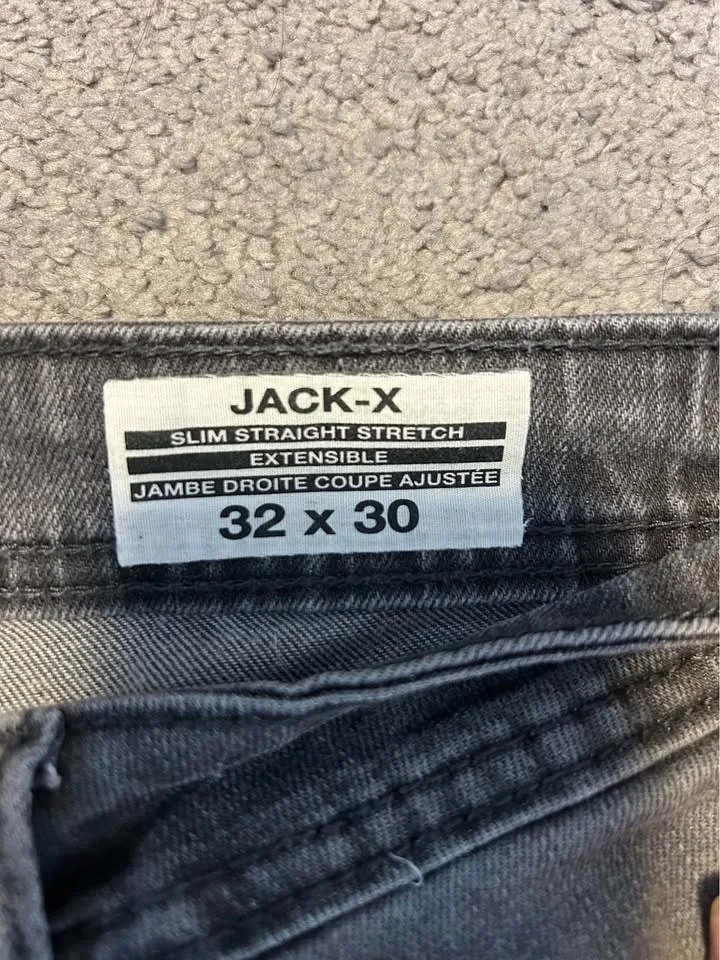 JACK-X
SLIM STRAIGHT STRETCH
EXTENSIBLE
JAMBE DROITE COUPE AJUSTÉE
32 x 30